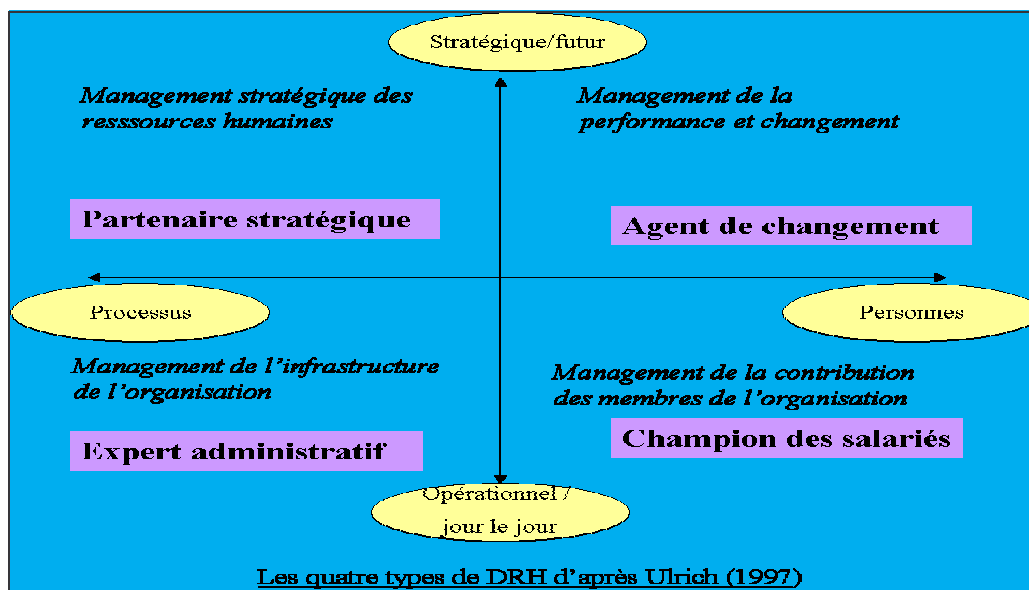 Stratégique/futur
Management stratégique des
resssources humaines
Management de la
performance et changement
Partenaire stratégique
Agent de changement
Processus
Personnes
Management de l'infrastructure
de l'organisation
Management de la contribution
des membres de l'organisation
Expert administratif
Champion des salariés
Opérationnel /
jour le jour
Les quatre types de DRH d'après Ulrich (1997)